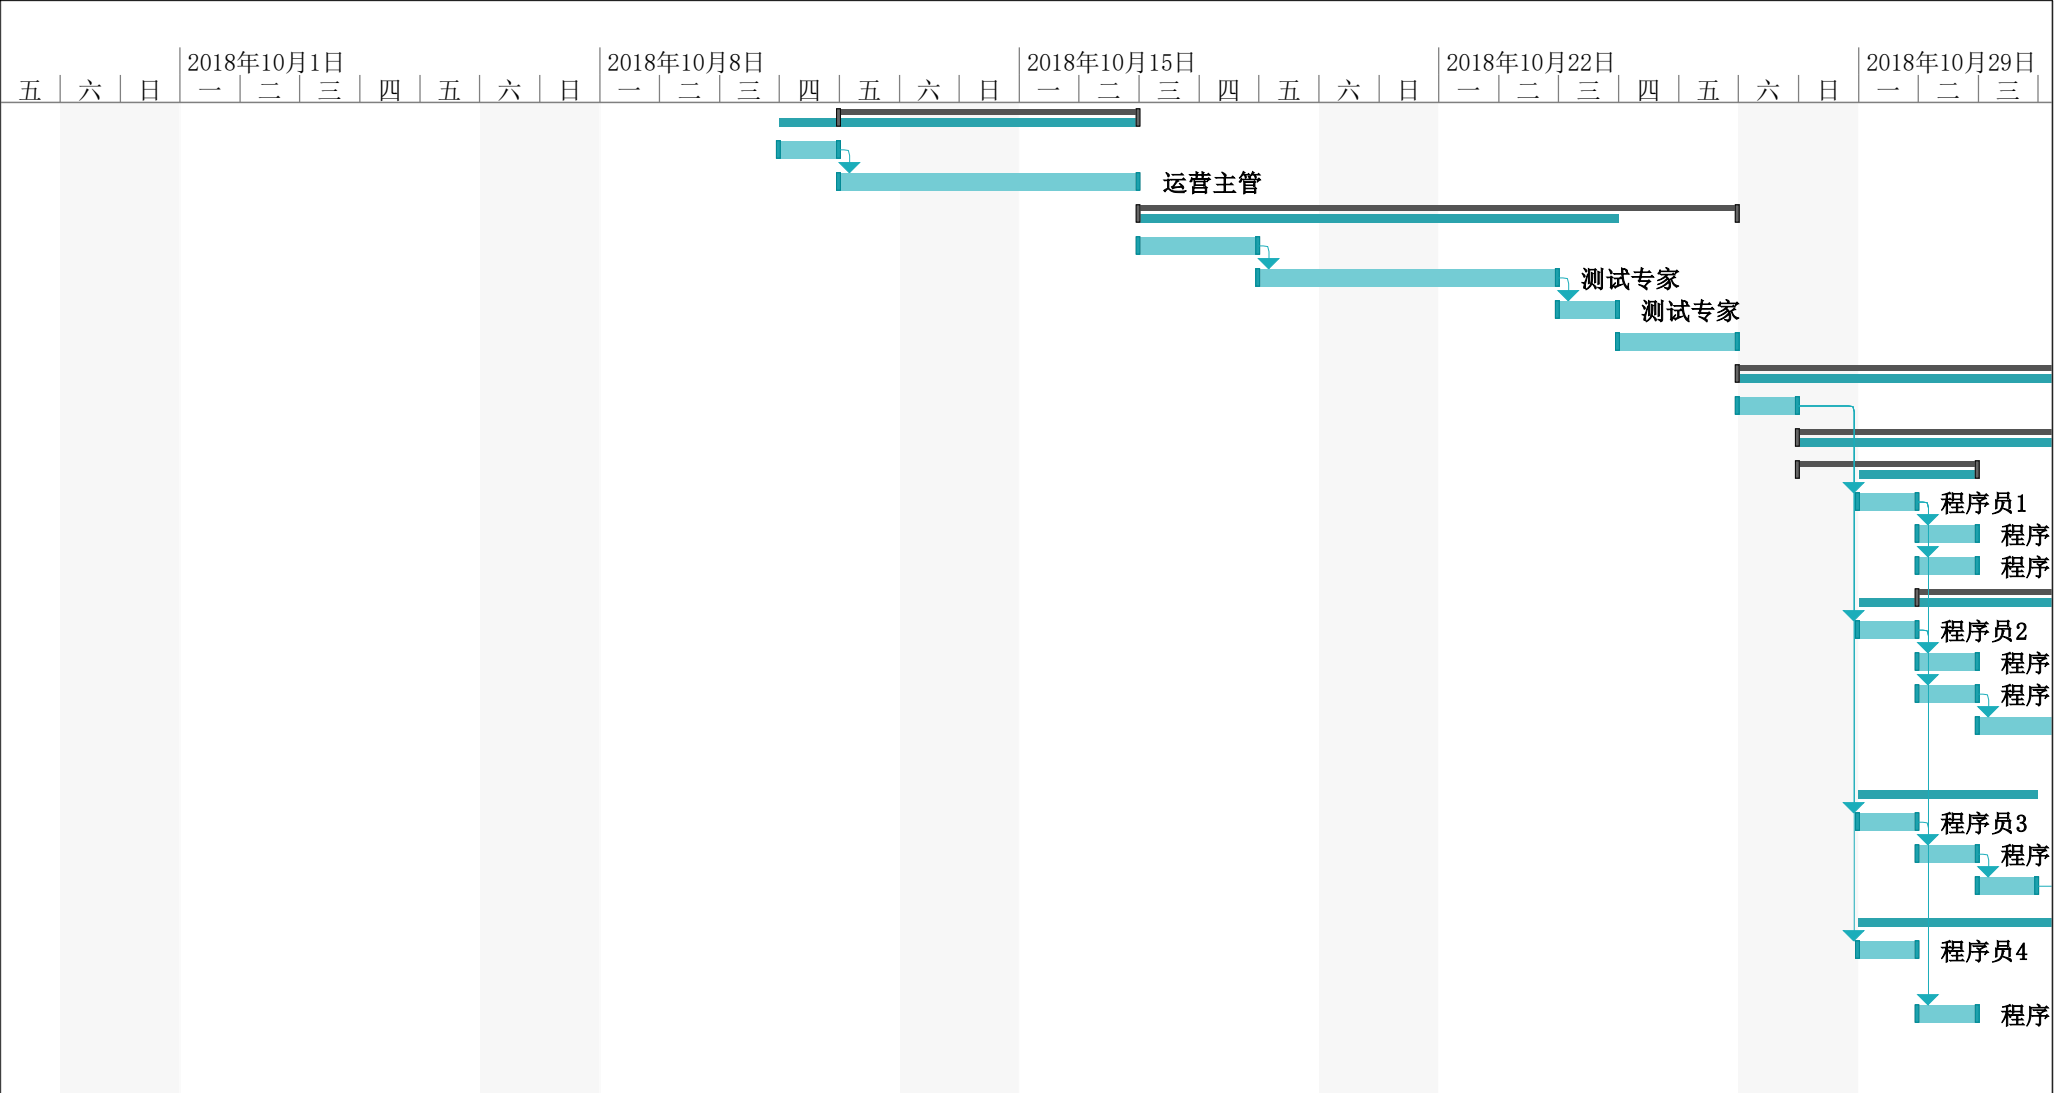 2018年10月1日 2018年10月8日 2018年10月15日 2018年10月22日 2018年10月29日
五 六 日 一 二 三 四 五 六 日 一 二 三 四 五 六 日 一 二 三 四 五 六 日 一 二 三 四 五 六 日 一 二 三
运营主管
测试专家
测试专家
程序员1
程序
程序
程序员2
程序
程序
程序员3
程序
程序员4
程序